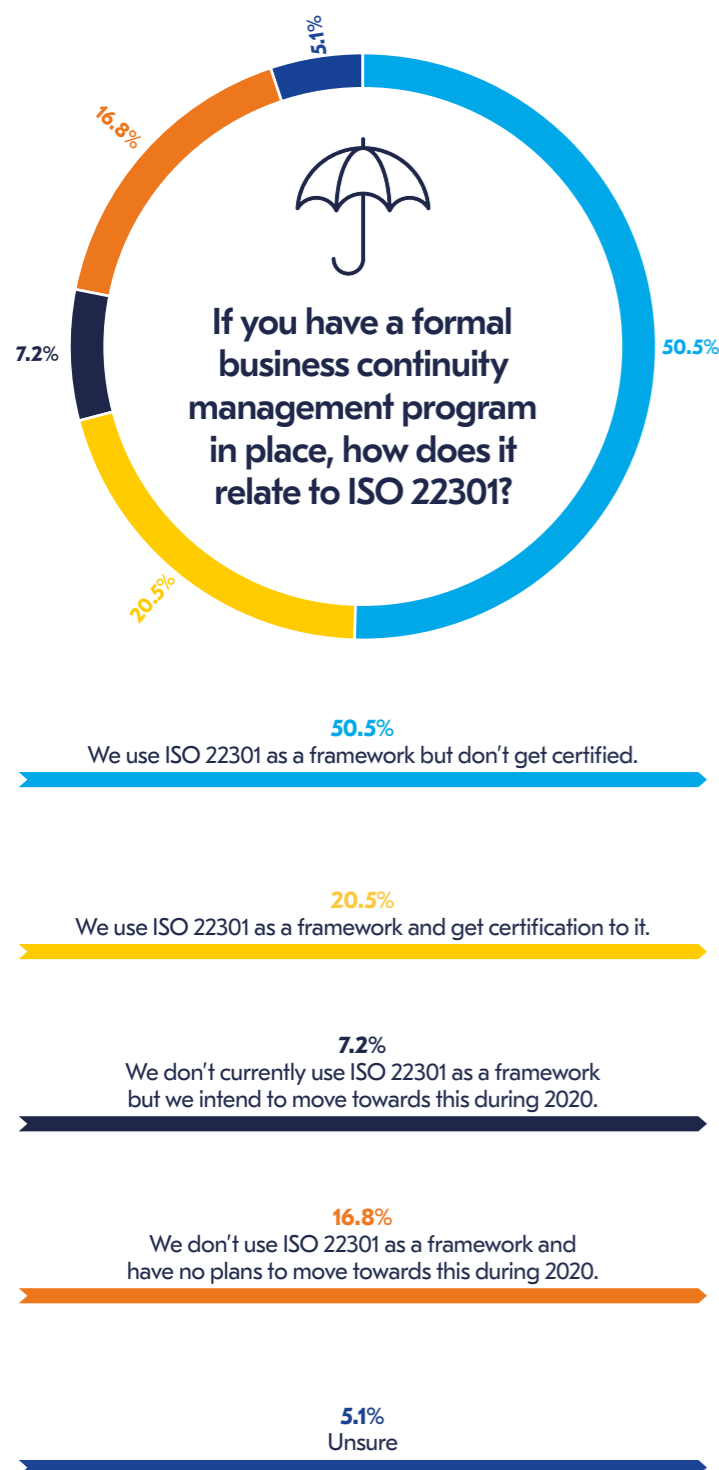 5.1%
16.8%
If you have a formal
business continuity
management program
in place, how does it
relate to ISO 22301?
7.2%
50.5%
20.5%
50.5%
We use ISO 22301 as a framework but don't get certified.
20.5%
We use ISO 22301 as a framework and get certification to it.
7.2%
We don't currently use ISO 22301 as a framework
but we intend to move towards this during 2020.
16.8%
We don't use ISO 22301 as a framework and
have no plans to move towards this during 2020.
5.1%
Unsure